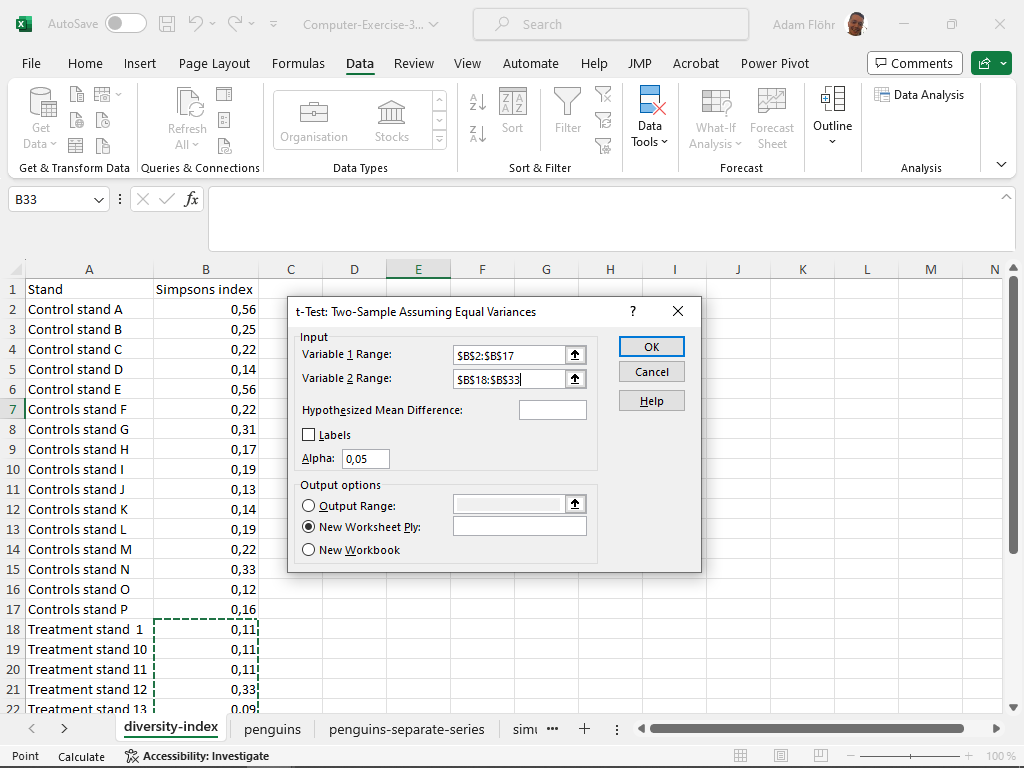 AutoSave
Computer-Exercise-3...
Search
Adam Flöhr
File Home Insert Page Layout Formulas Data Review View Automate Help JMP Acrobat Power Pivot
Comments
Get Data
Get & Transform Data
Refresh All
Queries & Connections
Organisation Stocks
Data Types
Sort Filter
Sort & Filter
Data Tools
What-If Analysis
Forecast Sheet
Forecast
Outline
Data Analysis
Analysis
B33
fx
A B C D E F G H I J K L M N
1 Stand Simpsons index
2 Control stand A 0,56
3 Control stand B 0,25
4 Control stand C 0,22
5 Control stand D 0,14
6 Control stand E 0,56
7 Controls stand F 0,22
8 Controls stand G 0,31
9 Controls stand H 0,17
10 Controls stand I 0,19
11 Controls stand J 0,13
12 Controls stand K 0,14
13 Controls stand L 0,19
14 Controls stand M 0,22
15 Controls stand N 0,33
16 Controls stand O 0,12
17 Controls stand P 0,16
18 Treatment stand 1 0,11
19 Treatment stand 10 0,11
20 Treatment stand 11 0,11
21 Treatment stand 12 0,33
22 Treatment stand 13 0,09
t-Test: Two-Sample Assuming Equal Variances ?
Input
Variable 1 Range: $B$2:$B$17
Variable 2 Range: $B$18:$B$33
Hypothesized Mean Difference:
Labels
Alpha: 0,05
Output options
Output Range:
New Worksheet Ply:
New Workbook
OK
Cancel
Help
diversity-index penguins penguins-separate-series simu ...
Point Calculate Accessibility: Investigate 100 %